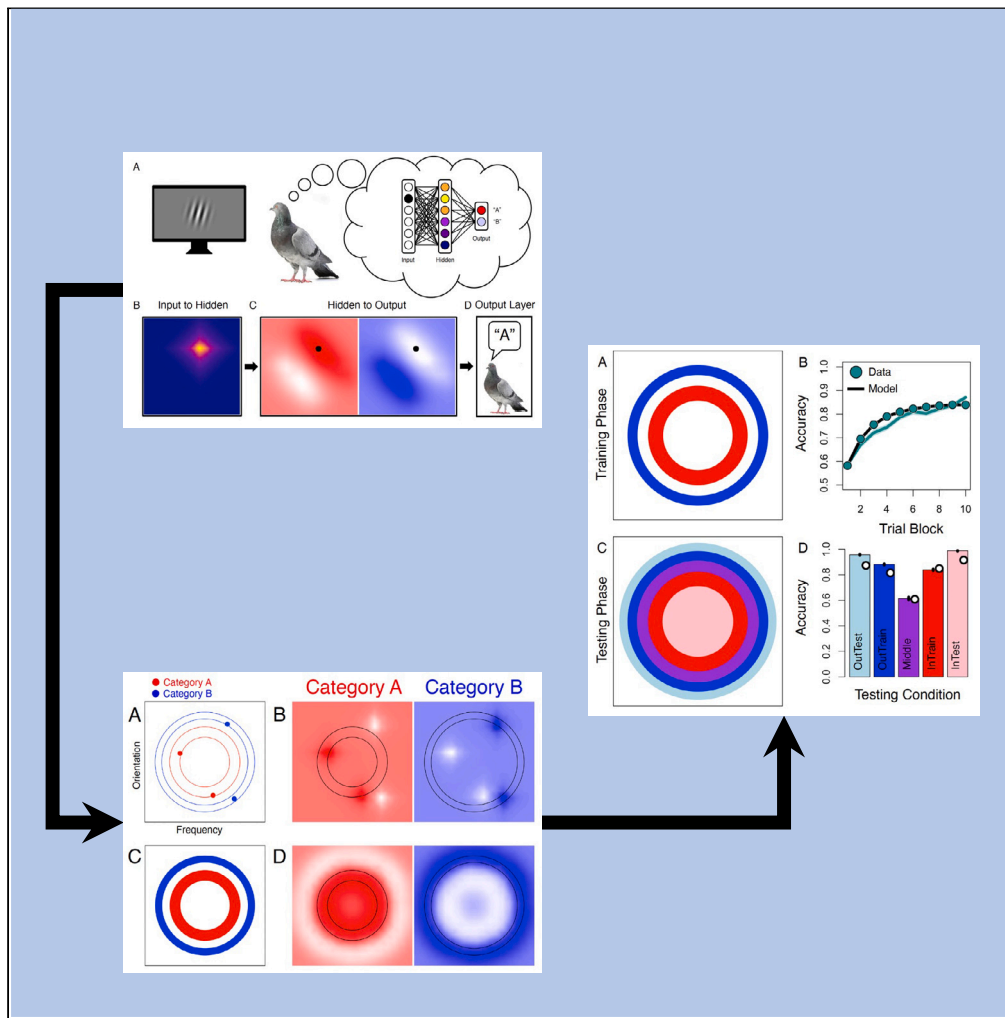 A
"A"
"B"
Input
Hidden
Output
B Input to Hidden C Hidden to Output D Output Layer
"A"
A
Training Phase
B
Data
Model
Accuracy
1.0
0.9
0.8
0.7
0.6
0.5
2 4 6 8 10
Trial Block
C
Testing Phase
D
Accuracy
1.0
0.8
0.6
0.4
0.2
0.0
OutTest
OutTrain
Middle
InTrain
InTest
Testing Condition
Category A
Category B
Category A Category B
A
Orientation
B
Frequency
C
D